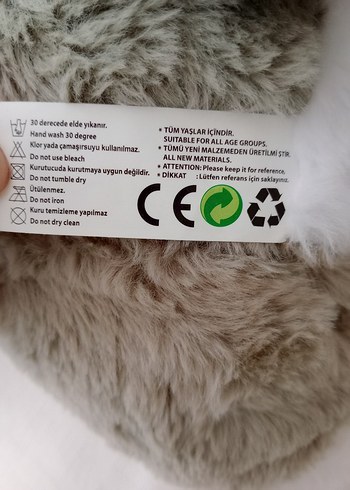 30 derecede elde yıkanır.
Hand wash 30 degree
Klor yada çamaşırsuyu kullanılmaz.
Do not use bleach
Kurutucuda kurutmaya uygun değildir.
Do not tumble dry
Ütülenmez.
Do not iron
Kuru temizleme yapılmaz
Do not dry clean
* TÜM YAŞLAR İÇİNDİR.
SUITABLE FOR ALL AGE GROUPS.
* TÜMÜ YENİ MALZEMEDEN ÜRETİLMİŞTİR.
ALL NEW MATERIALS.
* ATTENTION: Please keep it for reference.
* DİKKAT : Lütfen referans için saklayınız.
CE